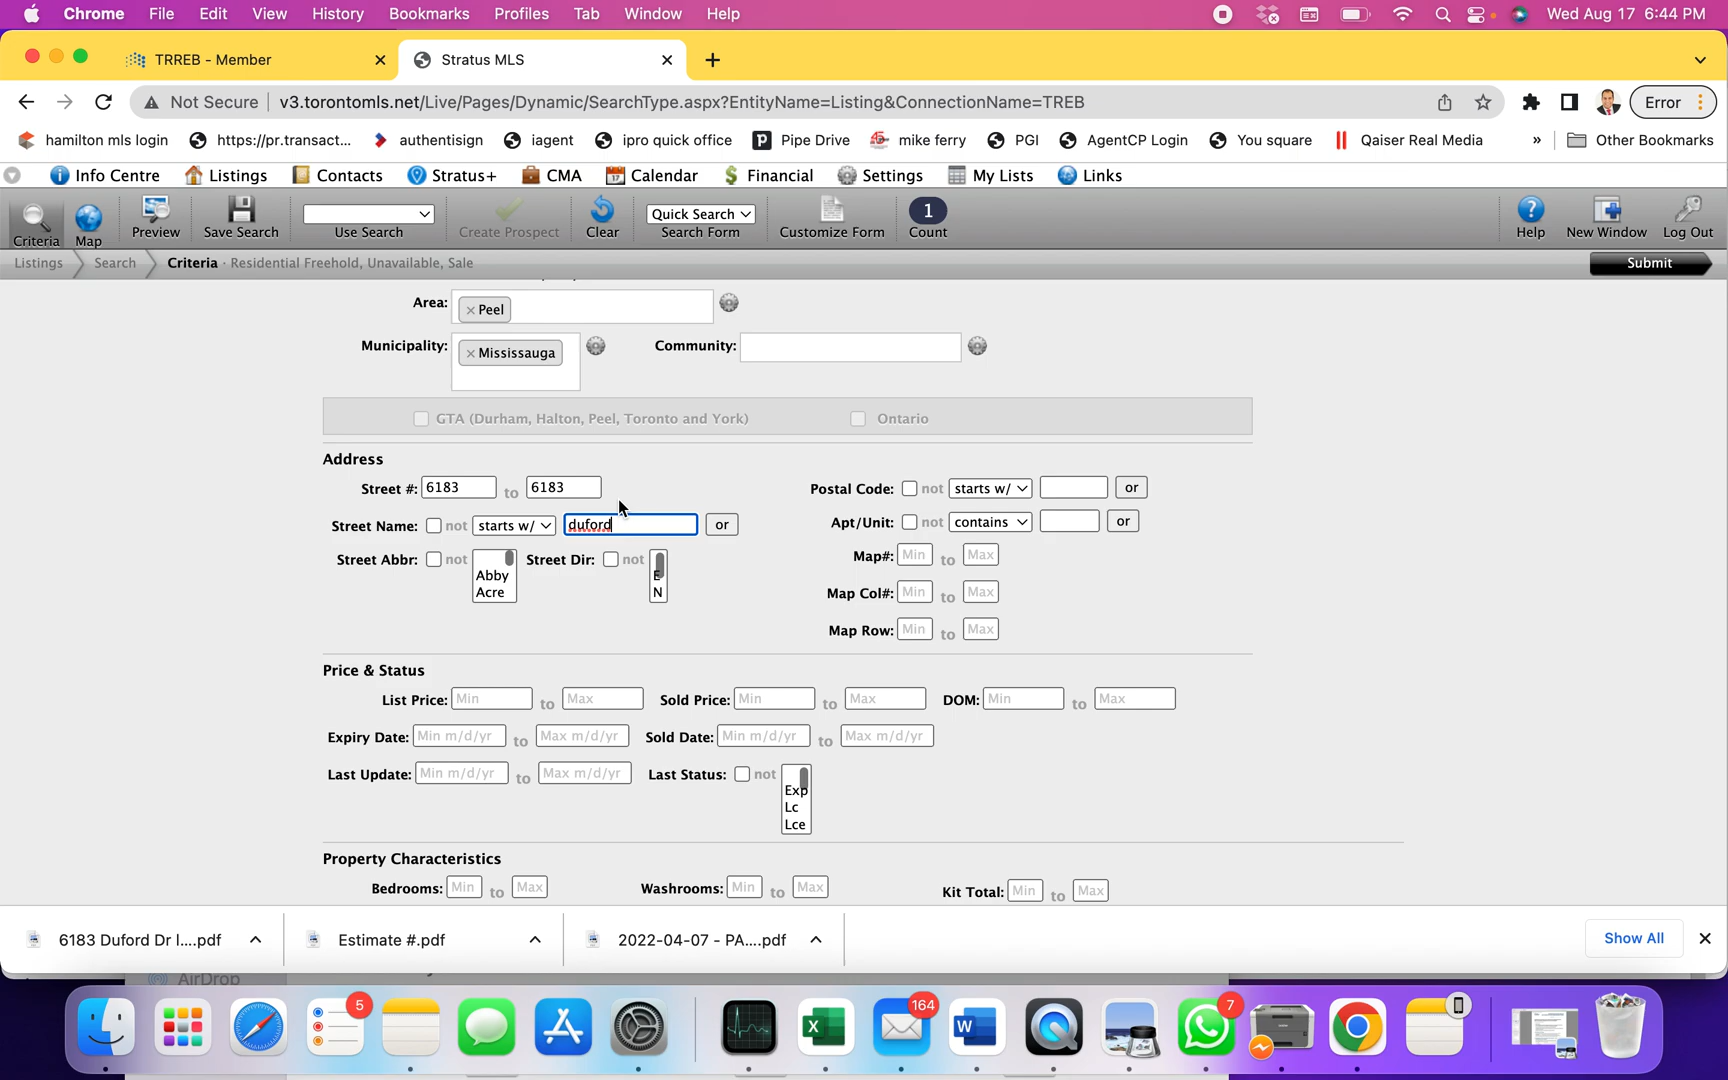 Chrome File Edit View History Bookmarks Profiles Tab Window Help Wed Aug 17 6:44 PM
TRREB - Member Stratus MLS
Not Secure v3.torontomls.net/Live/Pages/Dynamic/SearchType.aspx?EntityName=Listing&ConnectionName=TREB Error
hamilton mls login https://pr.transact... authentisign iagent ipro quick office Pipe Drive mike ferry PGI AgentCP Login You square Qaiser Real Media » Other Bookmarks
Info Centre Listings Contacts Stratus+ CMA Calendar Financial Settings My Lists Links
Quick Search 1
Criteria Map Preview Save Search Use Search Create Prospect Clear Search Form Customize Form Count Help New Window Log Out
Listings Search Criteria · Residential Freehold, Unavailable, Sale Submit
Area: × Peel
Municipality: × Mississauga Community:
GTA (Durham, Halton, Peel, Toronto and York) Ontario
Address
Street #: 6183 to 6183 Postal Code: not starts w/ or
Street Name: not starts w/ duford or Apt/Unit: not contains or
Street Abbr: not Abby Acre Street Dir: not E N Map#: Min to Max
Map Col#: Min to Max
Map Row: Min to Max
Price & Status
List Price: Min to Max Sold Price: Min to Max DOM: Min to Max
Expiry Date: Min m/d/yr to Max m/d/yr Sold Date: Min m/d/yr to Max m/d/yr
Last Update: Min m/d/yr to Max m/d/yr Last Status: not Exp Lc Lce
Property Characteristics
Bedrooms: Min to Max Washrooms: Min to Max Kit Total: Min to Max
6183 Duford Dr l....pdf Estimate #.pdf 2022-04-07 - PA....pdf Show All
AirDrop
5 164 7